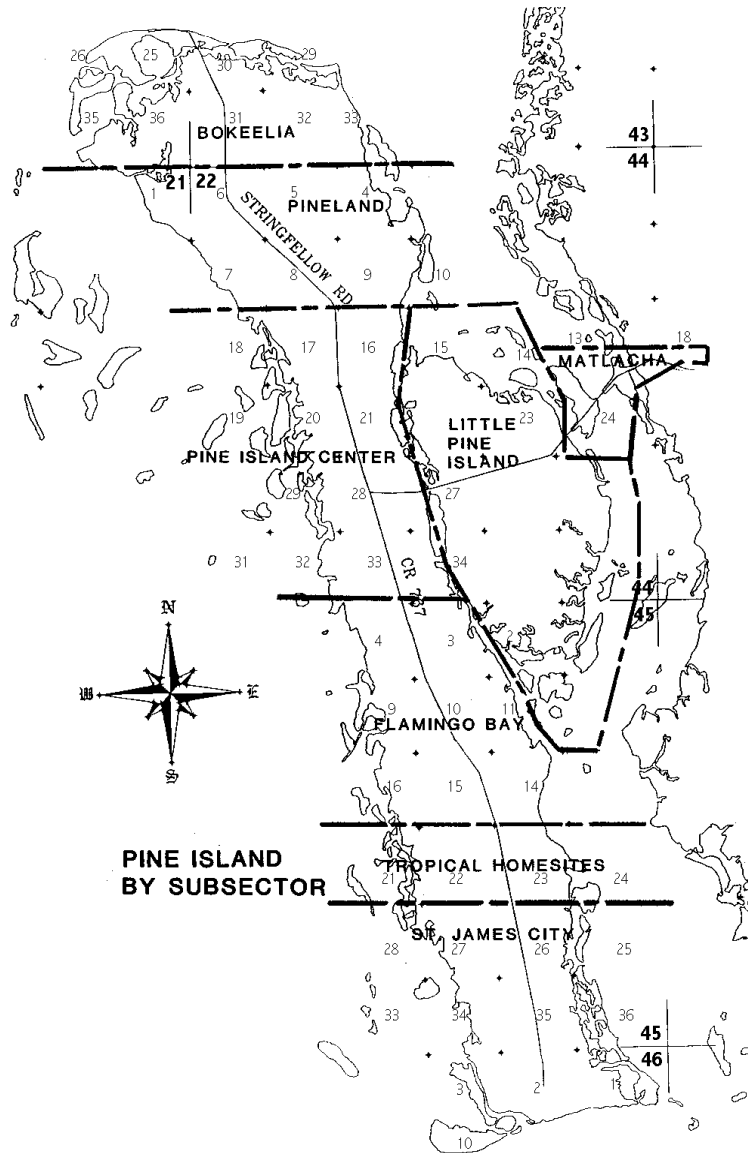 26 25 29
30
35 36 31 32 33
43
BOKEELIA
44
21 22
1 6 5 4
PINELAND
STRINGFELLOW RD
7 8 9 10
13 18
18 17 16 15 14
MATLACHA
19 20 21 23 24
LITTLE
PINE
ISLAND
PINE ISLAND CENTER
29 28 27
31 32 33 34
CR 767
44
45
N
4 3 2
W E
9 10 11
FLAMINGO BAY
S
16 15 14
PINE ISLAND
BY SUBSECTOR
TROPICAL HOMESITES
21 22 23 24
ST. JAMES CITY
28 27 26 25
33 34 35 36
45
46
3 2 1
10